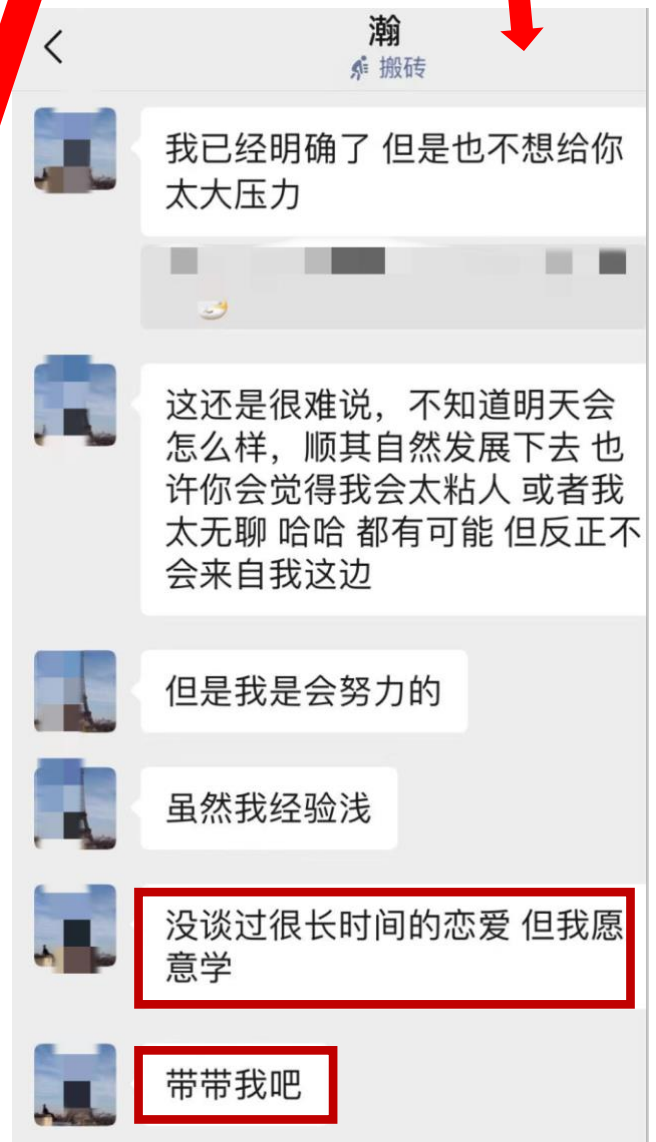 瀚
搬砖
我已经明确了 但是也不想给你
太大压力
这还是很难说，不知道明天会
怎么样，顺其自然发展下去 也
许你会觉得我会太粘人 或者我
太无聊 哈哈 都有可能 但反正不
会来自我这边
但是我是会努力的
虽然我经验浅
没谈过很长时间的恋爱 但我愿
意学
带带我吧